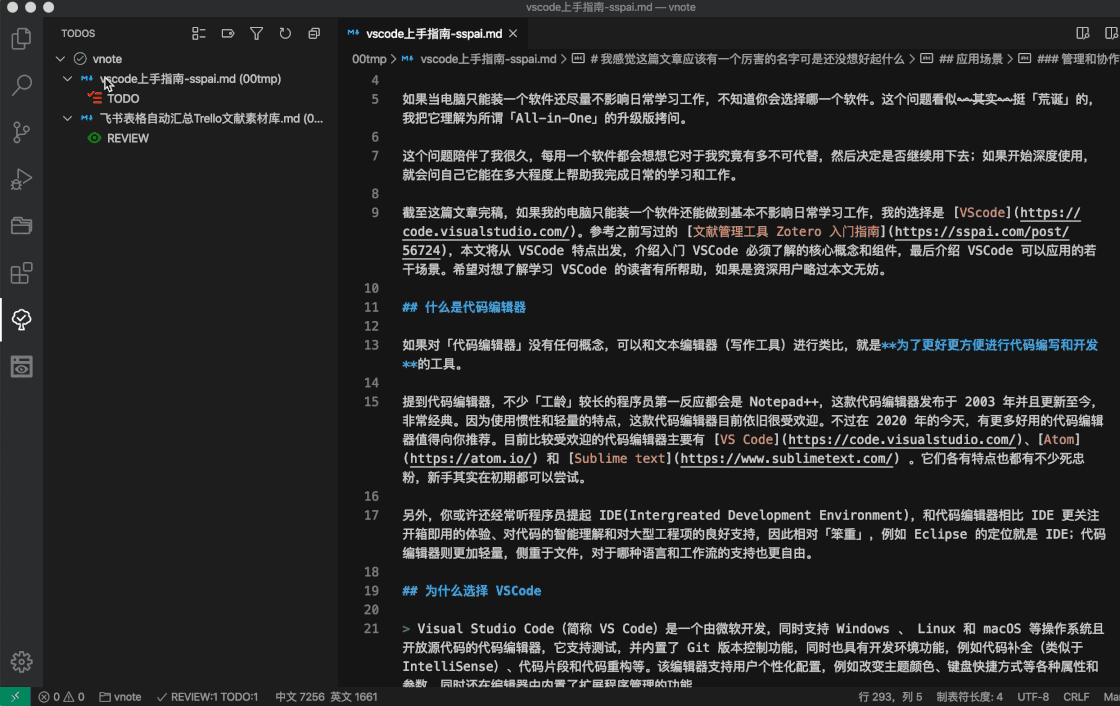 vscode上手指南-sspai.md — vnote
TODOS
vnote
vscode上手指南-sspai.md (00tmp)
TODO
飞书表格自动汇总Trello文献素材库.md (0...
REVIEW
vscode上手指南-sspai.md
00tmp > vscode上手指南-sspai.md > # 我感觉这篇文章应该有一个厉害的名字可是还没想好起什么 > ## 应用场景 > ### 管理和协作
4
5 如果当电脑只能装一个软件还尽量不影响日常学习工作，不知道你会选择哪一个软件。这个问题看似~~其实~~挺「荒诞」的，
我把它理解为所谓「All-in-One」的升级版拷问。
6
7 这个问题陪伴了我很久，每用一个软件都会想想它对于我究竟有多不可代替，然后决定是否继续用下去；如果开始深度使用，
就会问自己它能在多大程度上帮助我完成日常的学习和工作。
8
9 截至这篇文章完稿，如果我的电脑只能装一个软件还能做到基本不影响日常学习工作，我的选择是 [VScode](https://
code.visualstudio.com/)。参考之前写过的 [文献管理工具 Zotero 入门指南](https://sspai.com/post/
56724)，本文将从 VSCode 特点出发，介绍入门 VSCode 必须了解的核心概念和组件，最后介绍 VSCode 可以应用的若
干场景。希望对想了解学习 VSCode 的读者有所帮助，如果是资深用户略过本文无妨。
10
11 ## 什么是代码编辑器
12
13 如果对「代码编辑器」没有任何概念，可以和文本编辑器（写作工具）进行类比，就是**为了更好更方便进行代码编写和开发
**的工具。
14
15 提到代码编辑器，不少「工龄」较长的程序员第一反应都会是 Notepad++，这款代码编辑器发布于 2003 年并且更新至今，
非常经典。因为使用惯性和轻量的特点，这款代码编辑器目前依旧很受欢迎。不过在 2020 年的今天，有更多好用的代码编辑
器值得向你推荐。目前比较受欢迎的代码编辑器主要有 [VS Code](https://code.visualstudio.com/)、[Atom]
(https://atom.io/) 和 [Sublime text](https://www.sublimetext.com/) 。它们各有特点也都有不少死忠
粉，新手其实在初期都可以尝试。
16
17 另外，你或许还经常听程序员提起 IDE(Intergreated Development Environment)，和代码编辑器相比 IDE 更关注
开箱即用的体验、对代码的智能理解和对大型工程项的良好支持，因此相对「笨重」，例如 Eclipse 的定位就是 IDE；代码
编辑器则更加轻量，侧重于文件，对于哪种语言和工作流的支持也更自由。
18
19 ## 为什么选择 VSCode
20
21 > Visual Studio Code（简称 VS Code）是一个由微软开发，同时支持 Windows 、 Linux 和 macOS 等操作系统且
开放源代码的代码编辑器，它支持测试，并内置了 Git 版本控制功能，同时也具有开发环境功能，例如代码补全（类似于
IntelliSense）、代码片段和代码重构等。该编辑器支持用户个性化配置，例如改变主题颜色、键盘快捷方式等各种属性和
参数，同时还在编辑器中内置了扩展程序管理的功能
0 0 vnote REVIEW:1 TODO:1 中文 7256 英文 1661 行 293，列 5 制表符长度: 4 UTF-8 CRLF